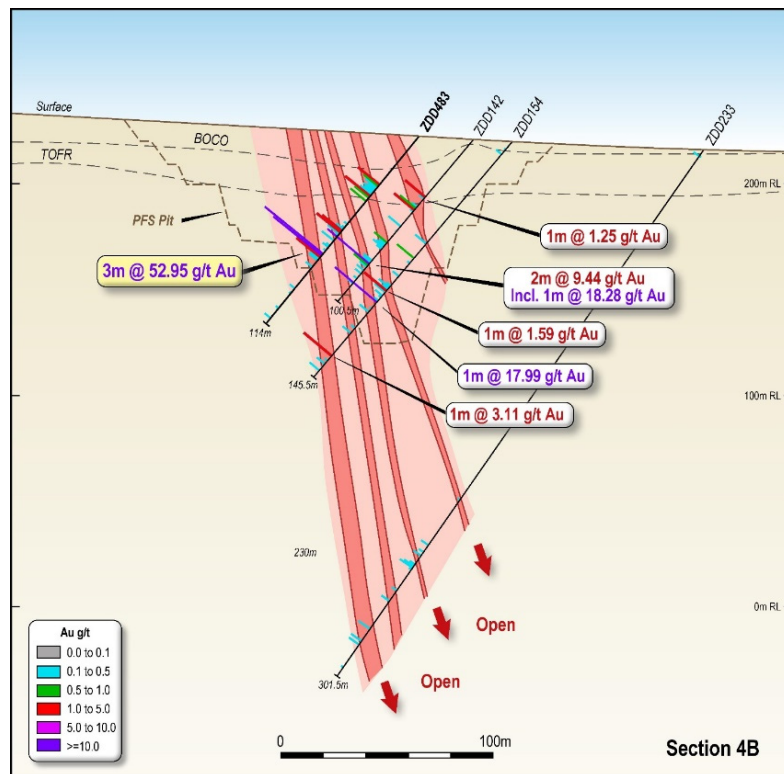 ZDD483
ZDD142
ZDD154
ZDD233
Surface
BOCO
TOFR
200m RL
PFS Pit
1m @ 1.25 g/t Au
3m @ 52.95 g/t Au
2m @ 9.44 g/t Au
Incl. 1m @ 18.28 g/t Au
100.5m
114m
1m @ 1.59 g/t Au
1m @ 17.99 g/t Au
145.5m
100m RL
1m @ 3.11 g/t Au
230m
0m RL
Open
Open
301.5m
Au g/t
0.0 to 0.1
0.1 to 0.5
0.5 to 1.0
1.0 to 5.0
5.0 to 10.0
>=10.0
0
100m
Section 4B